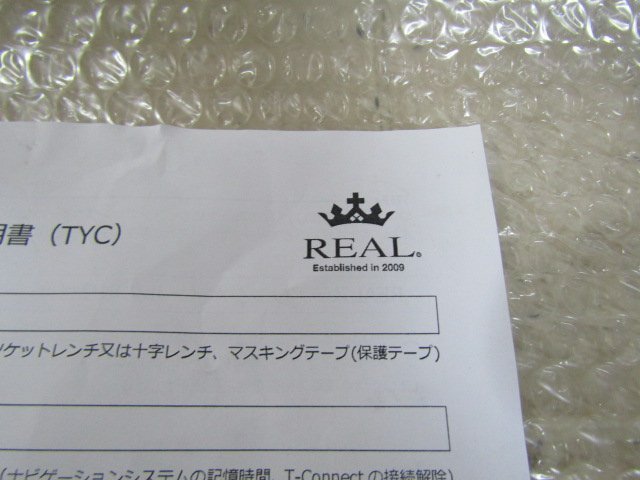 明書（TYC）
REAL®
Established in 2009
ソケットレンチ又は十字レンチ、マスキングテープ(保護テープ)
(ナビゲーションシステムの記憶時間、T-Connectの接続解除)